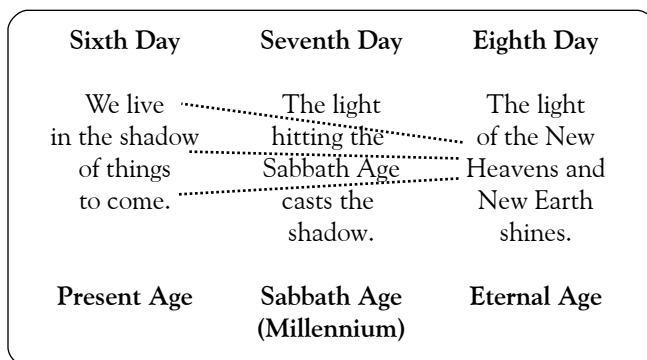 Sixth Day
We live
in the shadow
of things
to come.
Present Age
Seventh Day
The light
hitting the
Sabbath Age
casts the
shadow.
Sabbath Age
(Millennium)
Eighth Day
The light
of the New
Heavens and
New Earth
shines.
Eternal Age